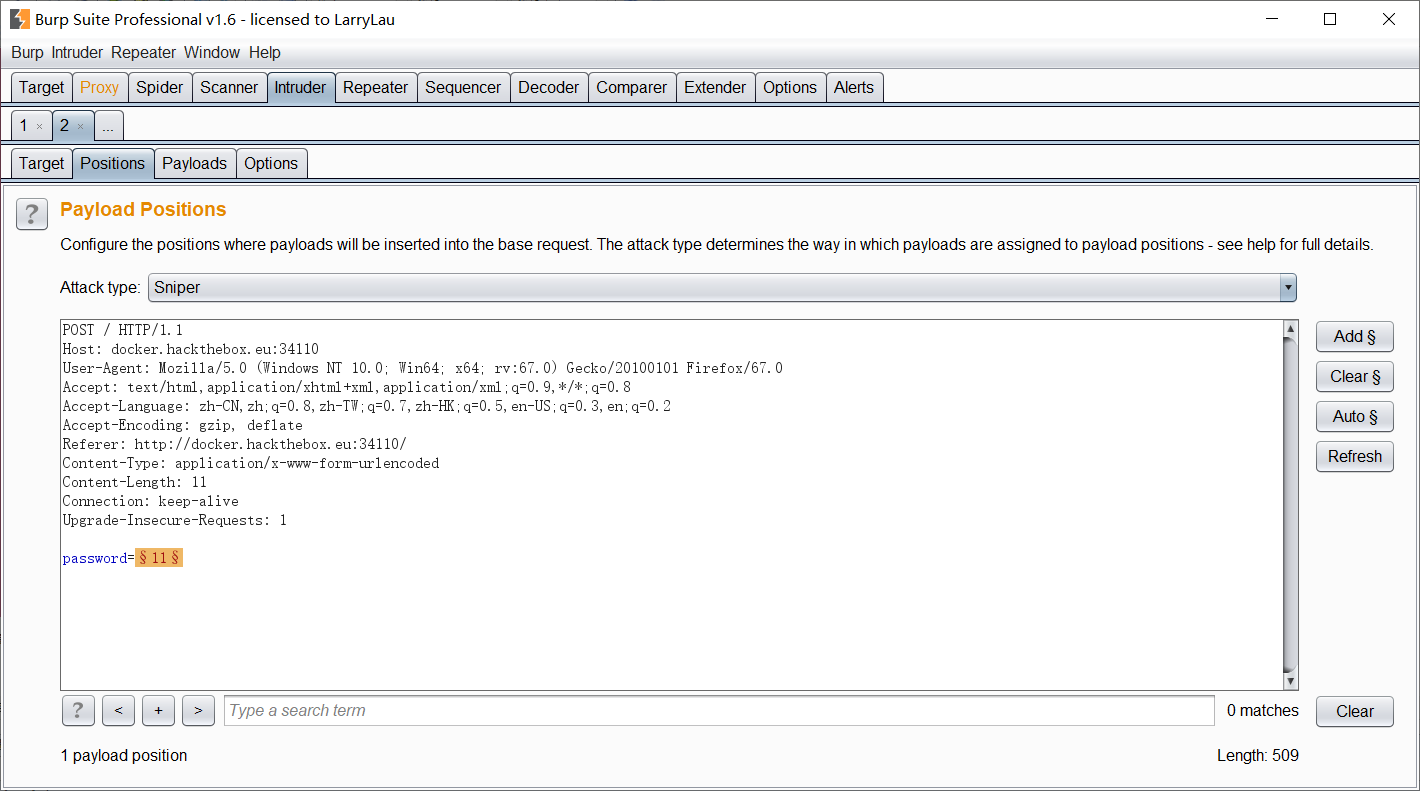 Burp Suite Professional v1.6 - licensed to LarryLau
Burp Intruder Repeater Window Help
Target Proxy Spider Scanner Intruder Repeater Sequencer Decoder Comparer Extender Options Alerts
1 × 2 × ...
Target Positions Payloads Options
? Payload Positions
Configure the positions where payloads will be inserted into the base request. The attack type determines the way in which payloads are assigned to payload positions - see help for full details.
Attack type: Sniper
POST / HTTP/1.1
Host: docker.hackthebox.eu:34110
User-Agent: Mozilla/5.0 (Windows NT 10.0; Win64; x64; rv:67.0) Gecko/20100101 Firefox/67.0
Accept: text/html,application/xhtml+xml,application/xml;q=0.9,*/*;q=0.8
Accept-Language: zh-CN,zh;q=0.8,zh-TW;q=0.7,zh-HK;q=0.5,en-US;q=0.3,en;q=0.2
Accept-Encoding: gzip, deflate
Referer: http://docker.hackthebox.eu:34110/
Content-Type: application/x-www-form-urlencoded
Content-Length: 11
Connection: keep-alive
Upgrade-Insecure-Requests: 1
password=§11§
Add §
Clear §
Auto §
Refresh
? < + > Type a search term 0 matches Clear
1 payload position Length: 509